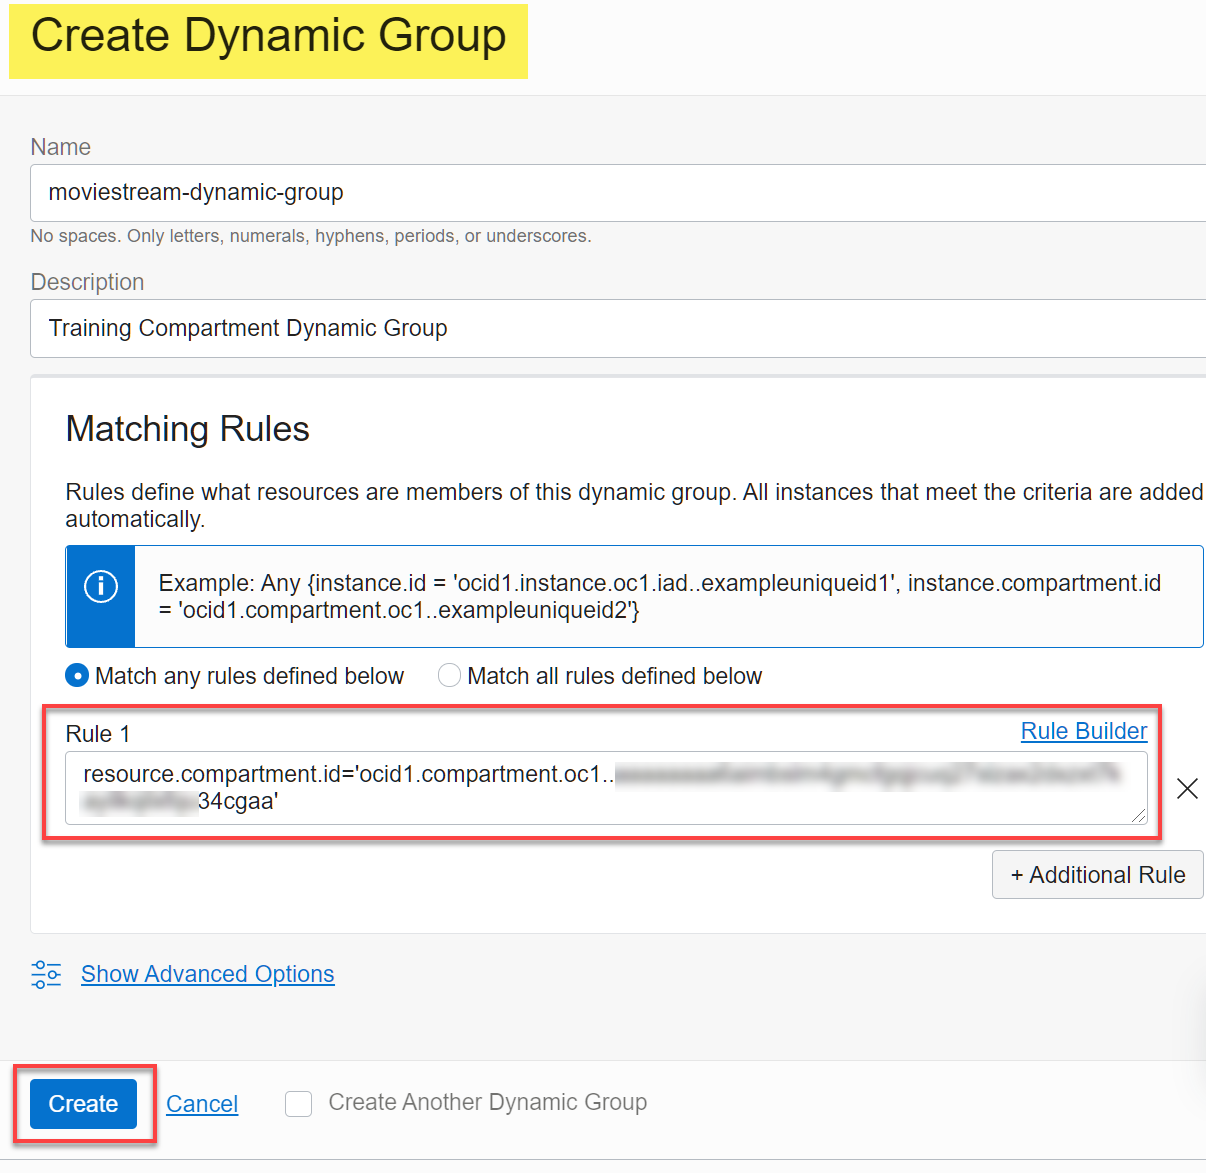 Create Dynamic Group
Name
moviestream-dynamic-group
No spaces. Only letters, numerals, hyphens, periods, or underscores.
Description
Training Compartment Dynamic Group
Matching Rules
Rules define what resources are members of this dynamic group. All instances that meet the criteria are added
automatically.
Example: Any {instance.id = 'ocid1.instance.oc1.iad..exampleuniqueid1', instance.compartment.id
= 'ocid1.compartment.oc1..exampleuniqueid2'}
Match any rules defined below Match all rules defined below
Rule 1 Rule Builder
resource.compartment.id='ocid1.compartment.oc1..
34cgaa'
+ Additional Rule
Show Advanced Options
Create Cancel Create Another Dynamic Group